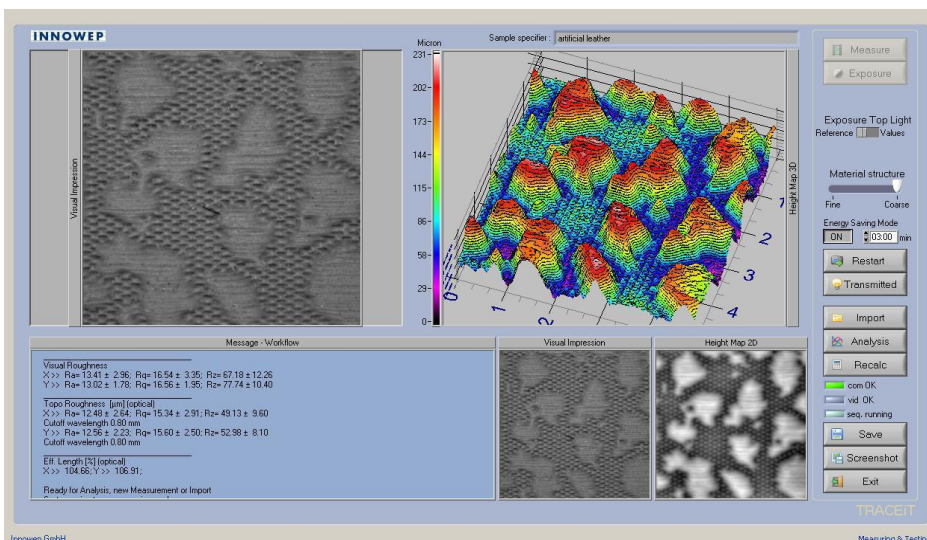 INNOWEP
Sample specifier : artificial leather
Micron
231
202
173
144
115
86
58
29
0
Visual Impression
Height Map 3D
0
1
2
1
2
3
4
Measure
Exposure
Exposure Top Light
Reference Values
Material structure
Fine Coarse
Energy Saving Mode
ON 03:00 min
Restart
Transmitted
Import
Analysis
Recalc
com OK
vid OK
seq. running
Save
Screenshot
Exit
TRACEiT
Message - Workflow
Visual Roughness
X >> Ra= 13.41 ± 2.96; Rq= 16.54 ± 3.35; Rz= 67.18 ± 12.26
Y >> Ra= 13.02 ± 1.78; Rq= 16.56 ± 1.95; Rz= 77.74 ± 10.40
Topo Roughness [µm] (optical)
X >> Ra= 12.48 ± 2.64; Rq= 15.34 ± 2.91; Rz= 49.13 ± 9.60
Cutoff wavelength 0.80 mm
Y >> Ra= 12.56 ± 2.23; Rq= 15.60 ± 2.50; Rz= 52.98 ± 8.10
Cutoff wavelength 0.80 mm
Eff. Length [%] (optical)
X >> 104.66; Y >> 106.91;
Ready for Analysis, new Measurement or Import
Visual Impression
Height Map 2D
Innowep GmbH
Measuring & Testin